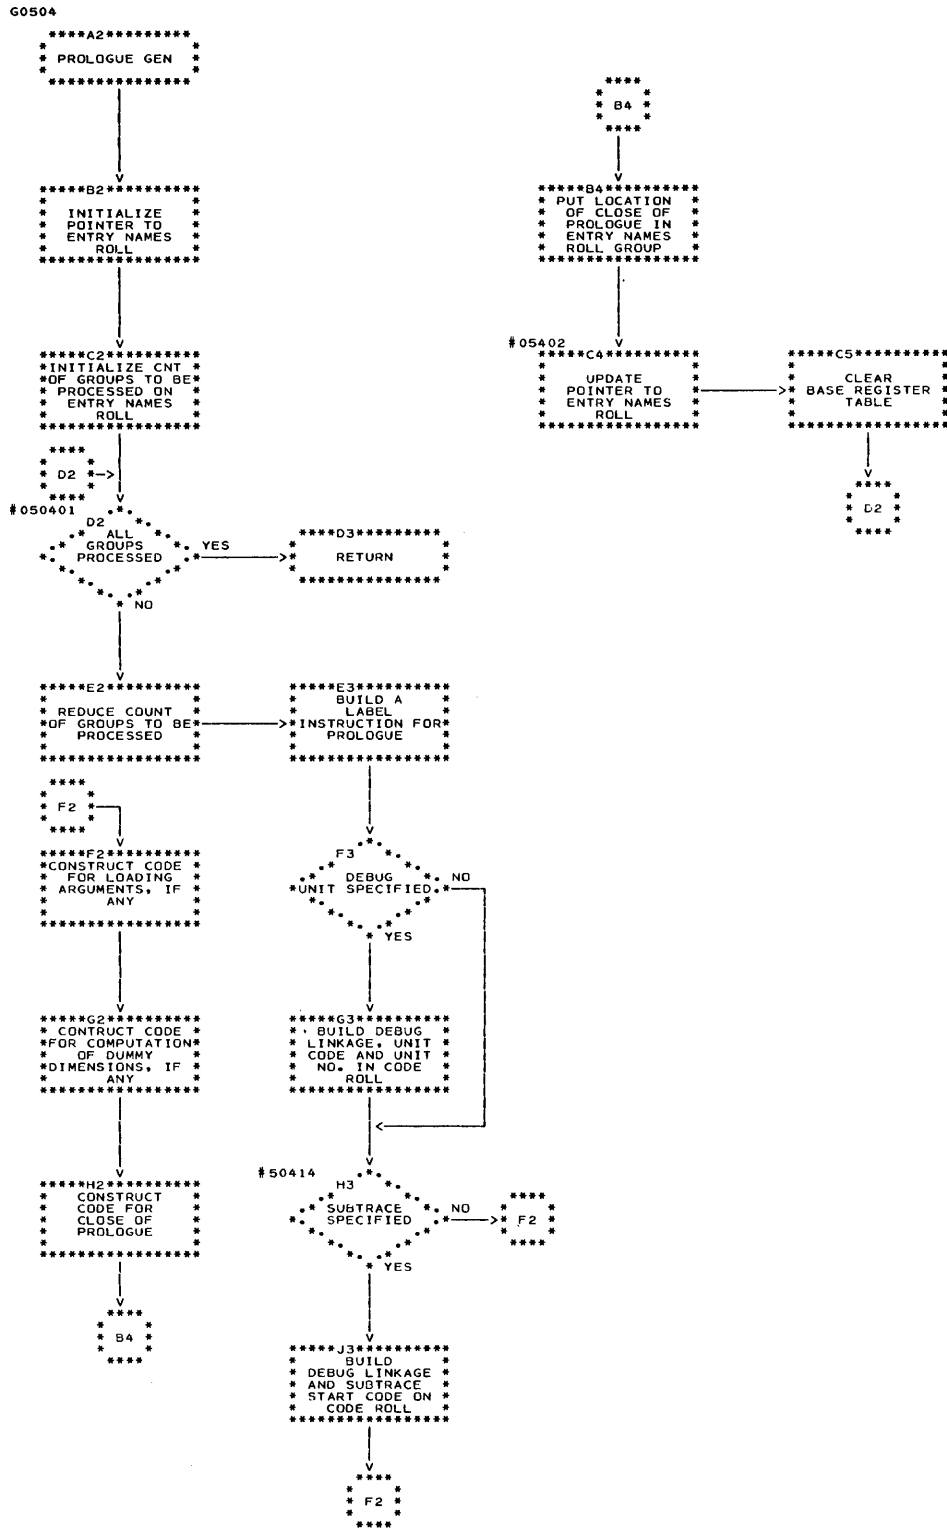 G0504
A2
PROLOGUE GEN
B4
B2
INITIALIZE
POINTER TO
ENTRY NAMES
ROLL
B4
PUT LOCATION
OF CLOSE OF
PROLOGUE IN
ENTRY NAMES
ROLL GROUP
C2
INITIALIZE CNT
OF GROUPS TO BE
PROCESSED ON
ENTRY NAMES
ROLL
#05402
C4
UPDATE
POINTER TO
ENTRY NAMES
ROLL
C5
CLEAR
BASE REGISTER
TABLE
D2
D2
#050401
D2
ALL
GROUPS
PROCESSED
YES
NO
D3
RETURN
E2
REDUCE COUNT
OF GROUPS TO BE
PROCESSED
E3
BUILD A
LABEL
INSTRUCTION FOR
PROLOGUE
F2
F2
CONSTRUCT CODE
FOR LOADING
ARGUMENTS, IF
ANY
F3
DEBUG
UNIT SPECIFIED
NO
YES
G2
CONTRUCT CODE
FOR COMPUTATION
OF DUMMY
DIMENSIONS, IF
ANY
G3
BUILD DEBUG
LINKAGE, UNIT
CODE AND UNIT
NO. IN CODE
ROLL
H2
CONSTRUCT
CODE FOR
CLOSE OF
PROLOGUE
#50414
H3
SUBTRACE
SPECIFIED
NO
YES
F2
B4
J3
BUILD
DEBUG LINKAGE
AND SUBTRACE
START CODE ON
CODE ROLL
F2